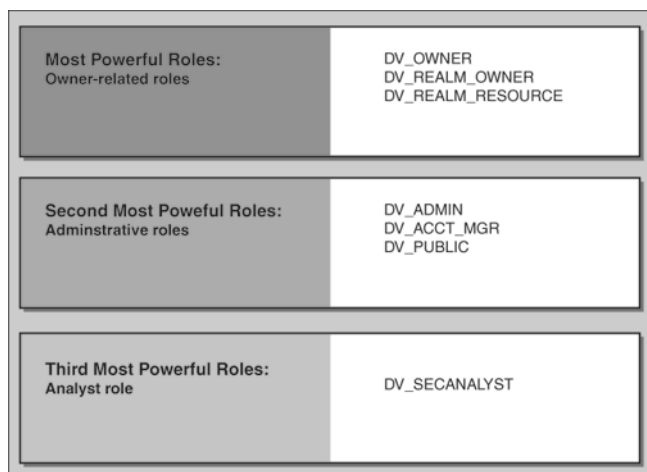 Most Powerful Roles:
Owner-related roles
DV_OWNER
DV_REALM_OWNER
DV_REALM_RESOURCE
Second Most Poweful Roles:
Adminstrative roles
DV_ADMIN
DV_ACCT_MGR
DV_PUBLIC
Third Most Powerful Roles:
Analyst role
DV_SECANALYST